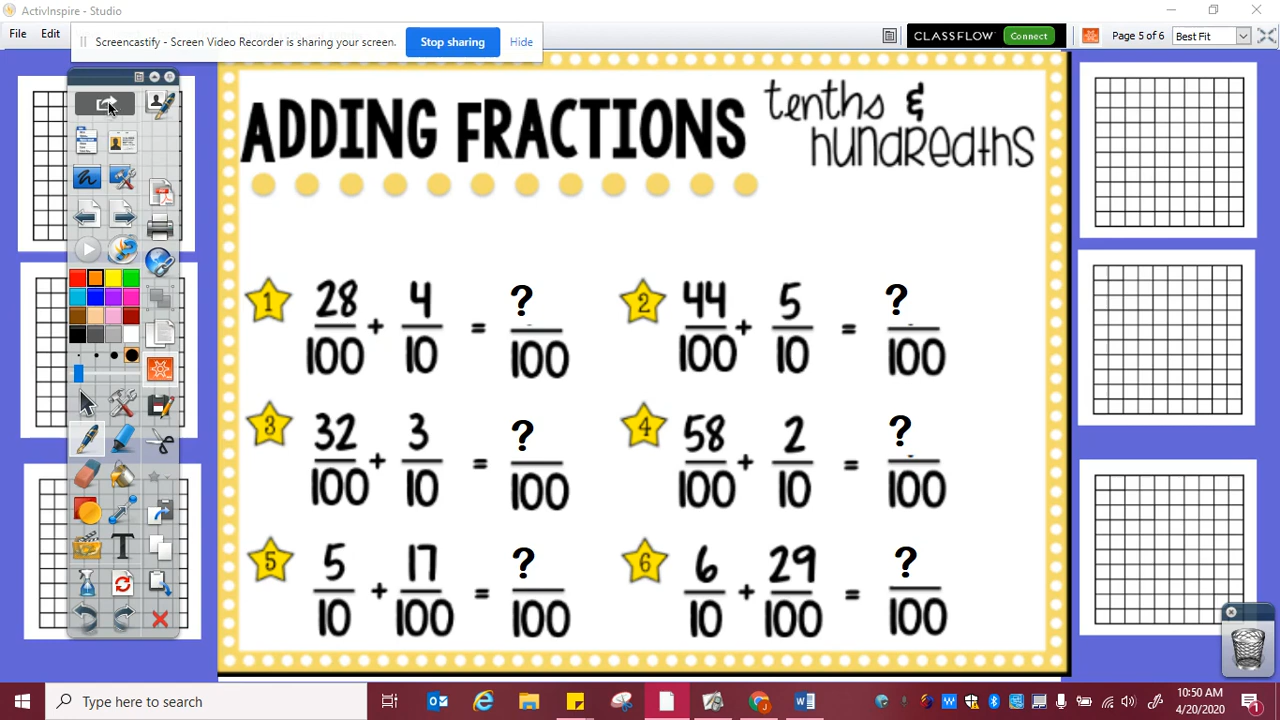 ActivInspire - Studio
File Edit
Screencastify - Screen Video Recorder is sharing your screen. Stop sharing Hide
CLASSFLOW Connect
Page 5 of 6 Best Fit
ADDING FRACTIONS tenths &
hundredths
1 28/100 + 4/10 = ?/100
2 44/100 + 5/10 = ?/100
3 32/100 + 3/10 = ?/100
4 58/100 + 2/10 = ?/100
5 5/10 + 17/100 = ?/100
6 6/10 + 29/100 = ?/100
T
Type here to search
10:50 AM
4/20/2020
1